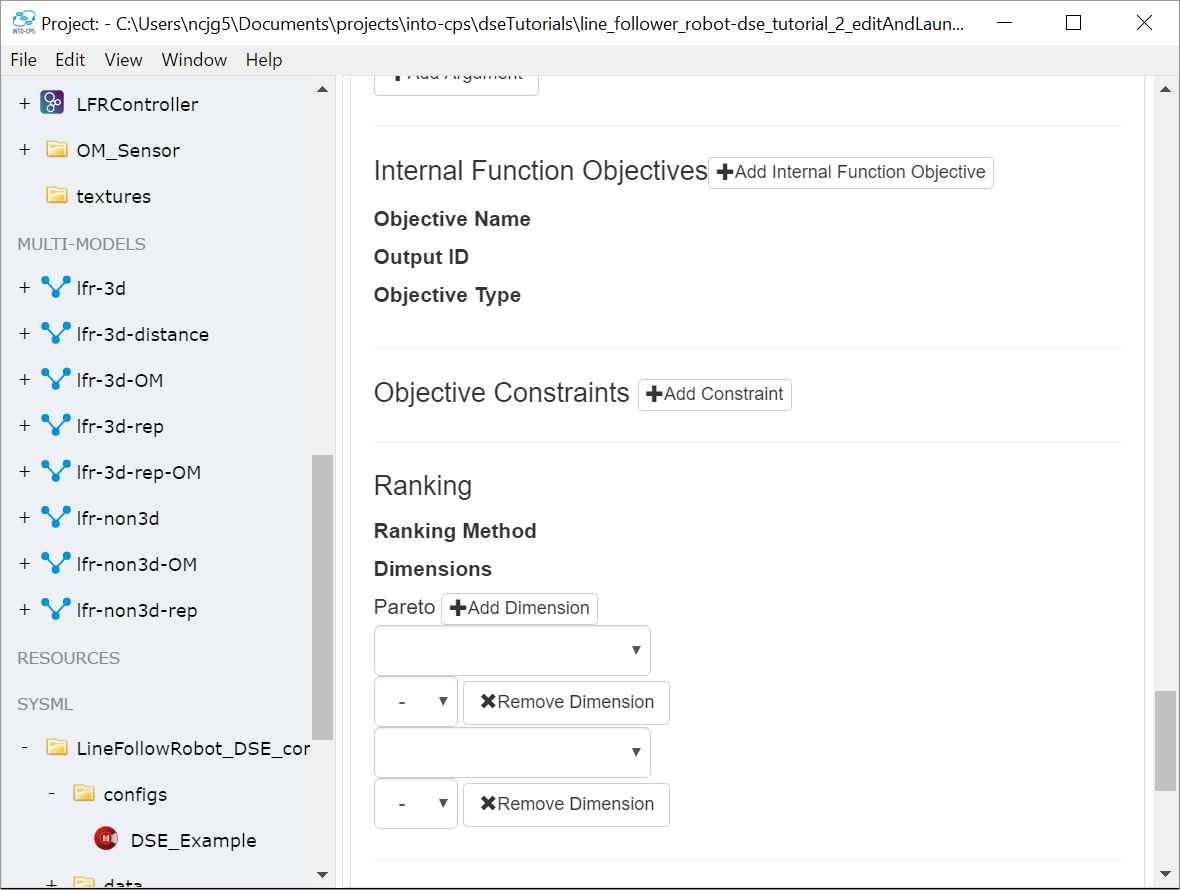 INTO-CPS
Project: - C:\Users\ncjg5\Documents\projects\into-cps\dseTutorials\line_follower_robot-dse_tutorial_2_editAndLaun...
File Edit View Window Help
+ LFRController
+ OM_Sensor
textures
MULTI-MODELS
+ lfr-3d
+ lfr-3d-distance
+ lfr-3d-OM
+ lfr-3d-rep
+ lfr-3d-rep-OM
+ lfr-non3d
+ lfr-non3d-OM
+ lfr-non3d-rep
RESOURCES
SYSML
- LineFollowRobot_DSE_cor
- configs
DSE_Example
+ data
Add Argument
Internal Function Objectives Add Internal Function Objective
Objective Name
Output ID
Objective Type
Objective Constraints Add Constraint
Ranking
Ranking Method
Dimensions
Pareto Add Dimension
- Remove Dimension
- Remove Dimension